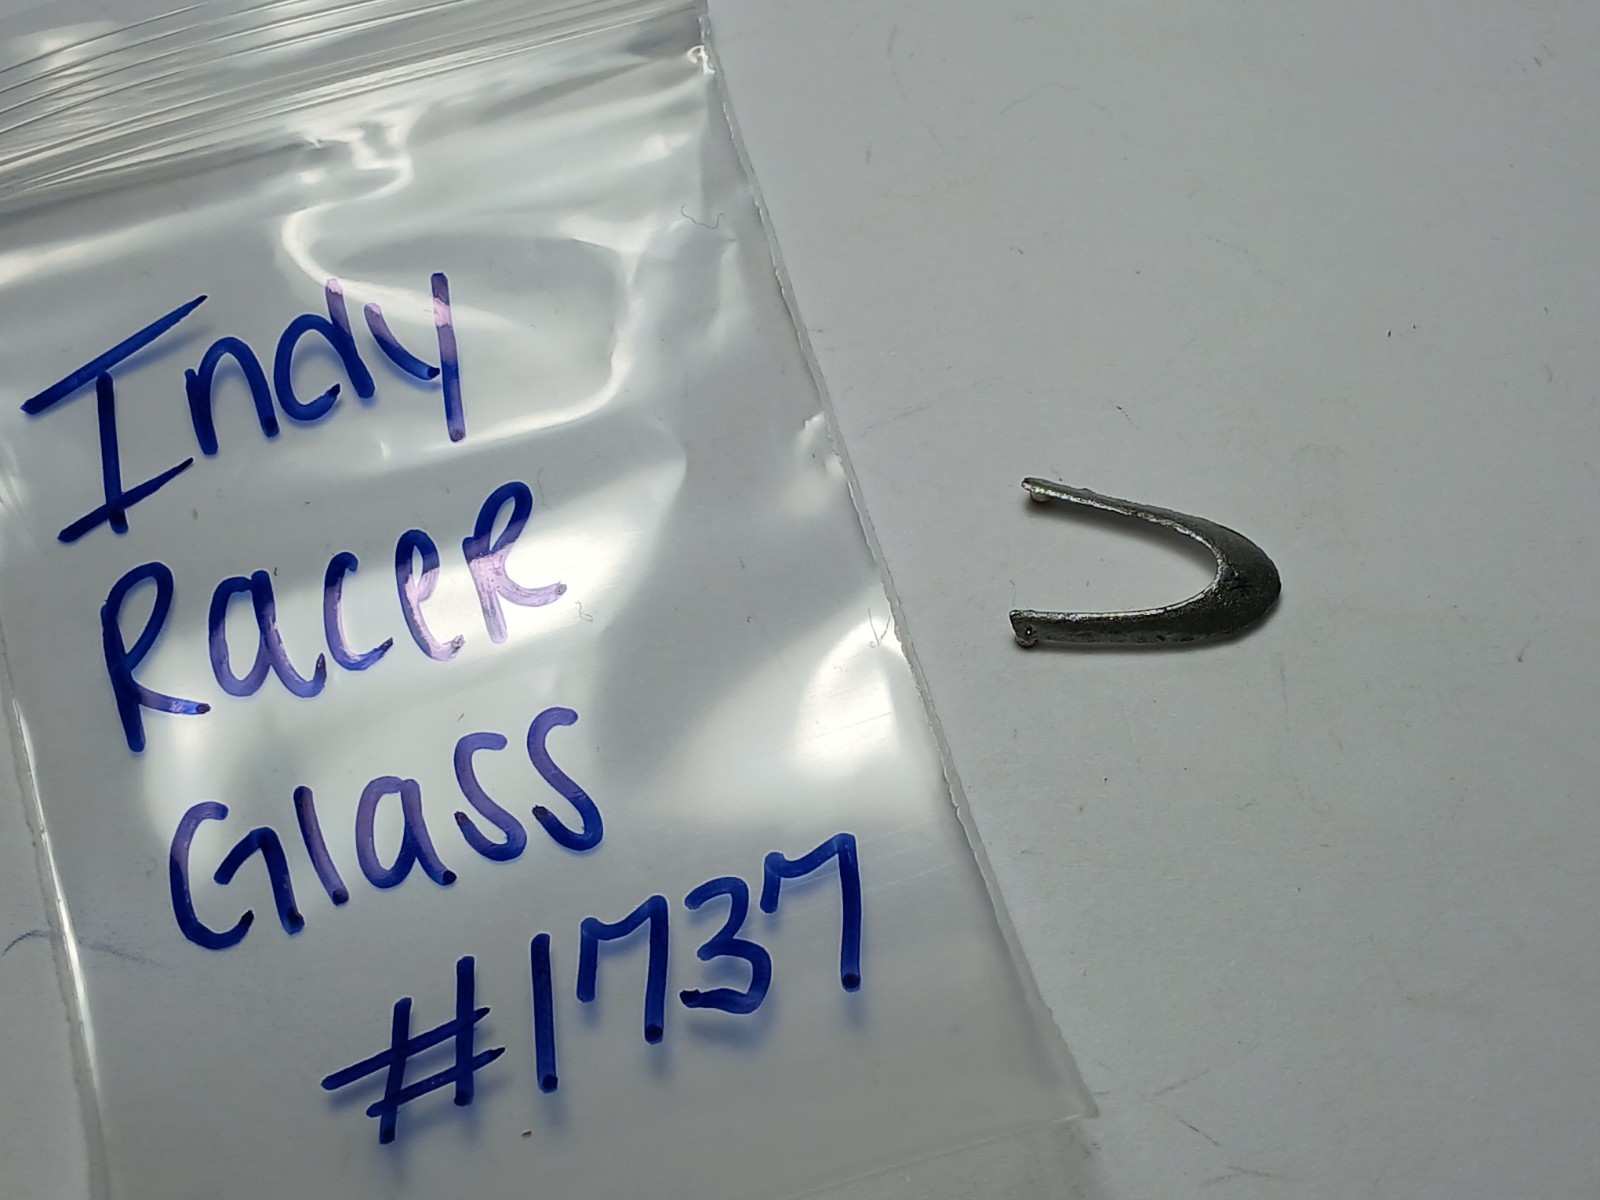 Indy
Racer
Glass
#1737